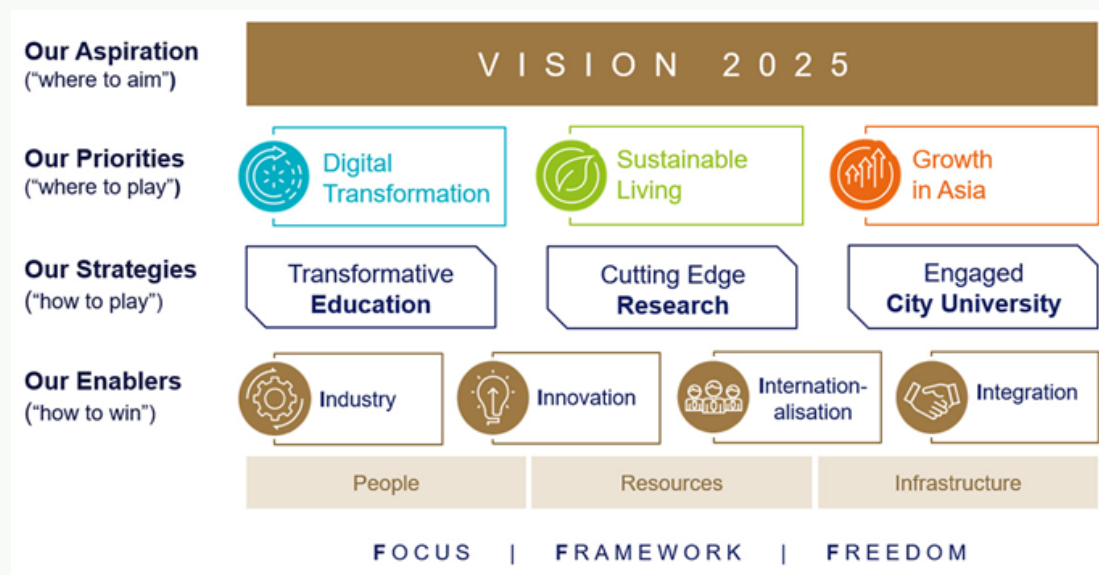 Our Aspiration
("where to aim")
VISION 2025
Our Priorities
("where to play")
Digital
Transformation
Sustainable
Living
Growth
in Asia
Our Strategies
("how to play")
Transformative
Education
Cutting Edge
Research
Engaged
City University
Our Enablers
("how to win")
Industry
Innovation
Internation-
alisation
Integration
People
Resources
Infrastructure
FOCUS | FRAMEWORK | FREEDOM